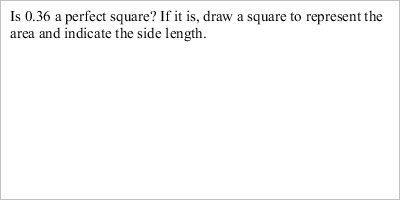 Is 0.36 a perfect square? If it is, draw a square to represent the
area and indicate the side length.